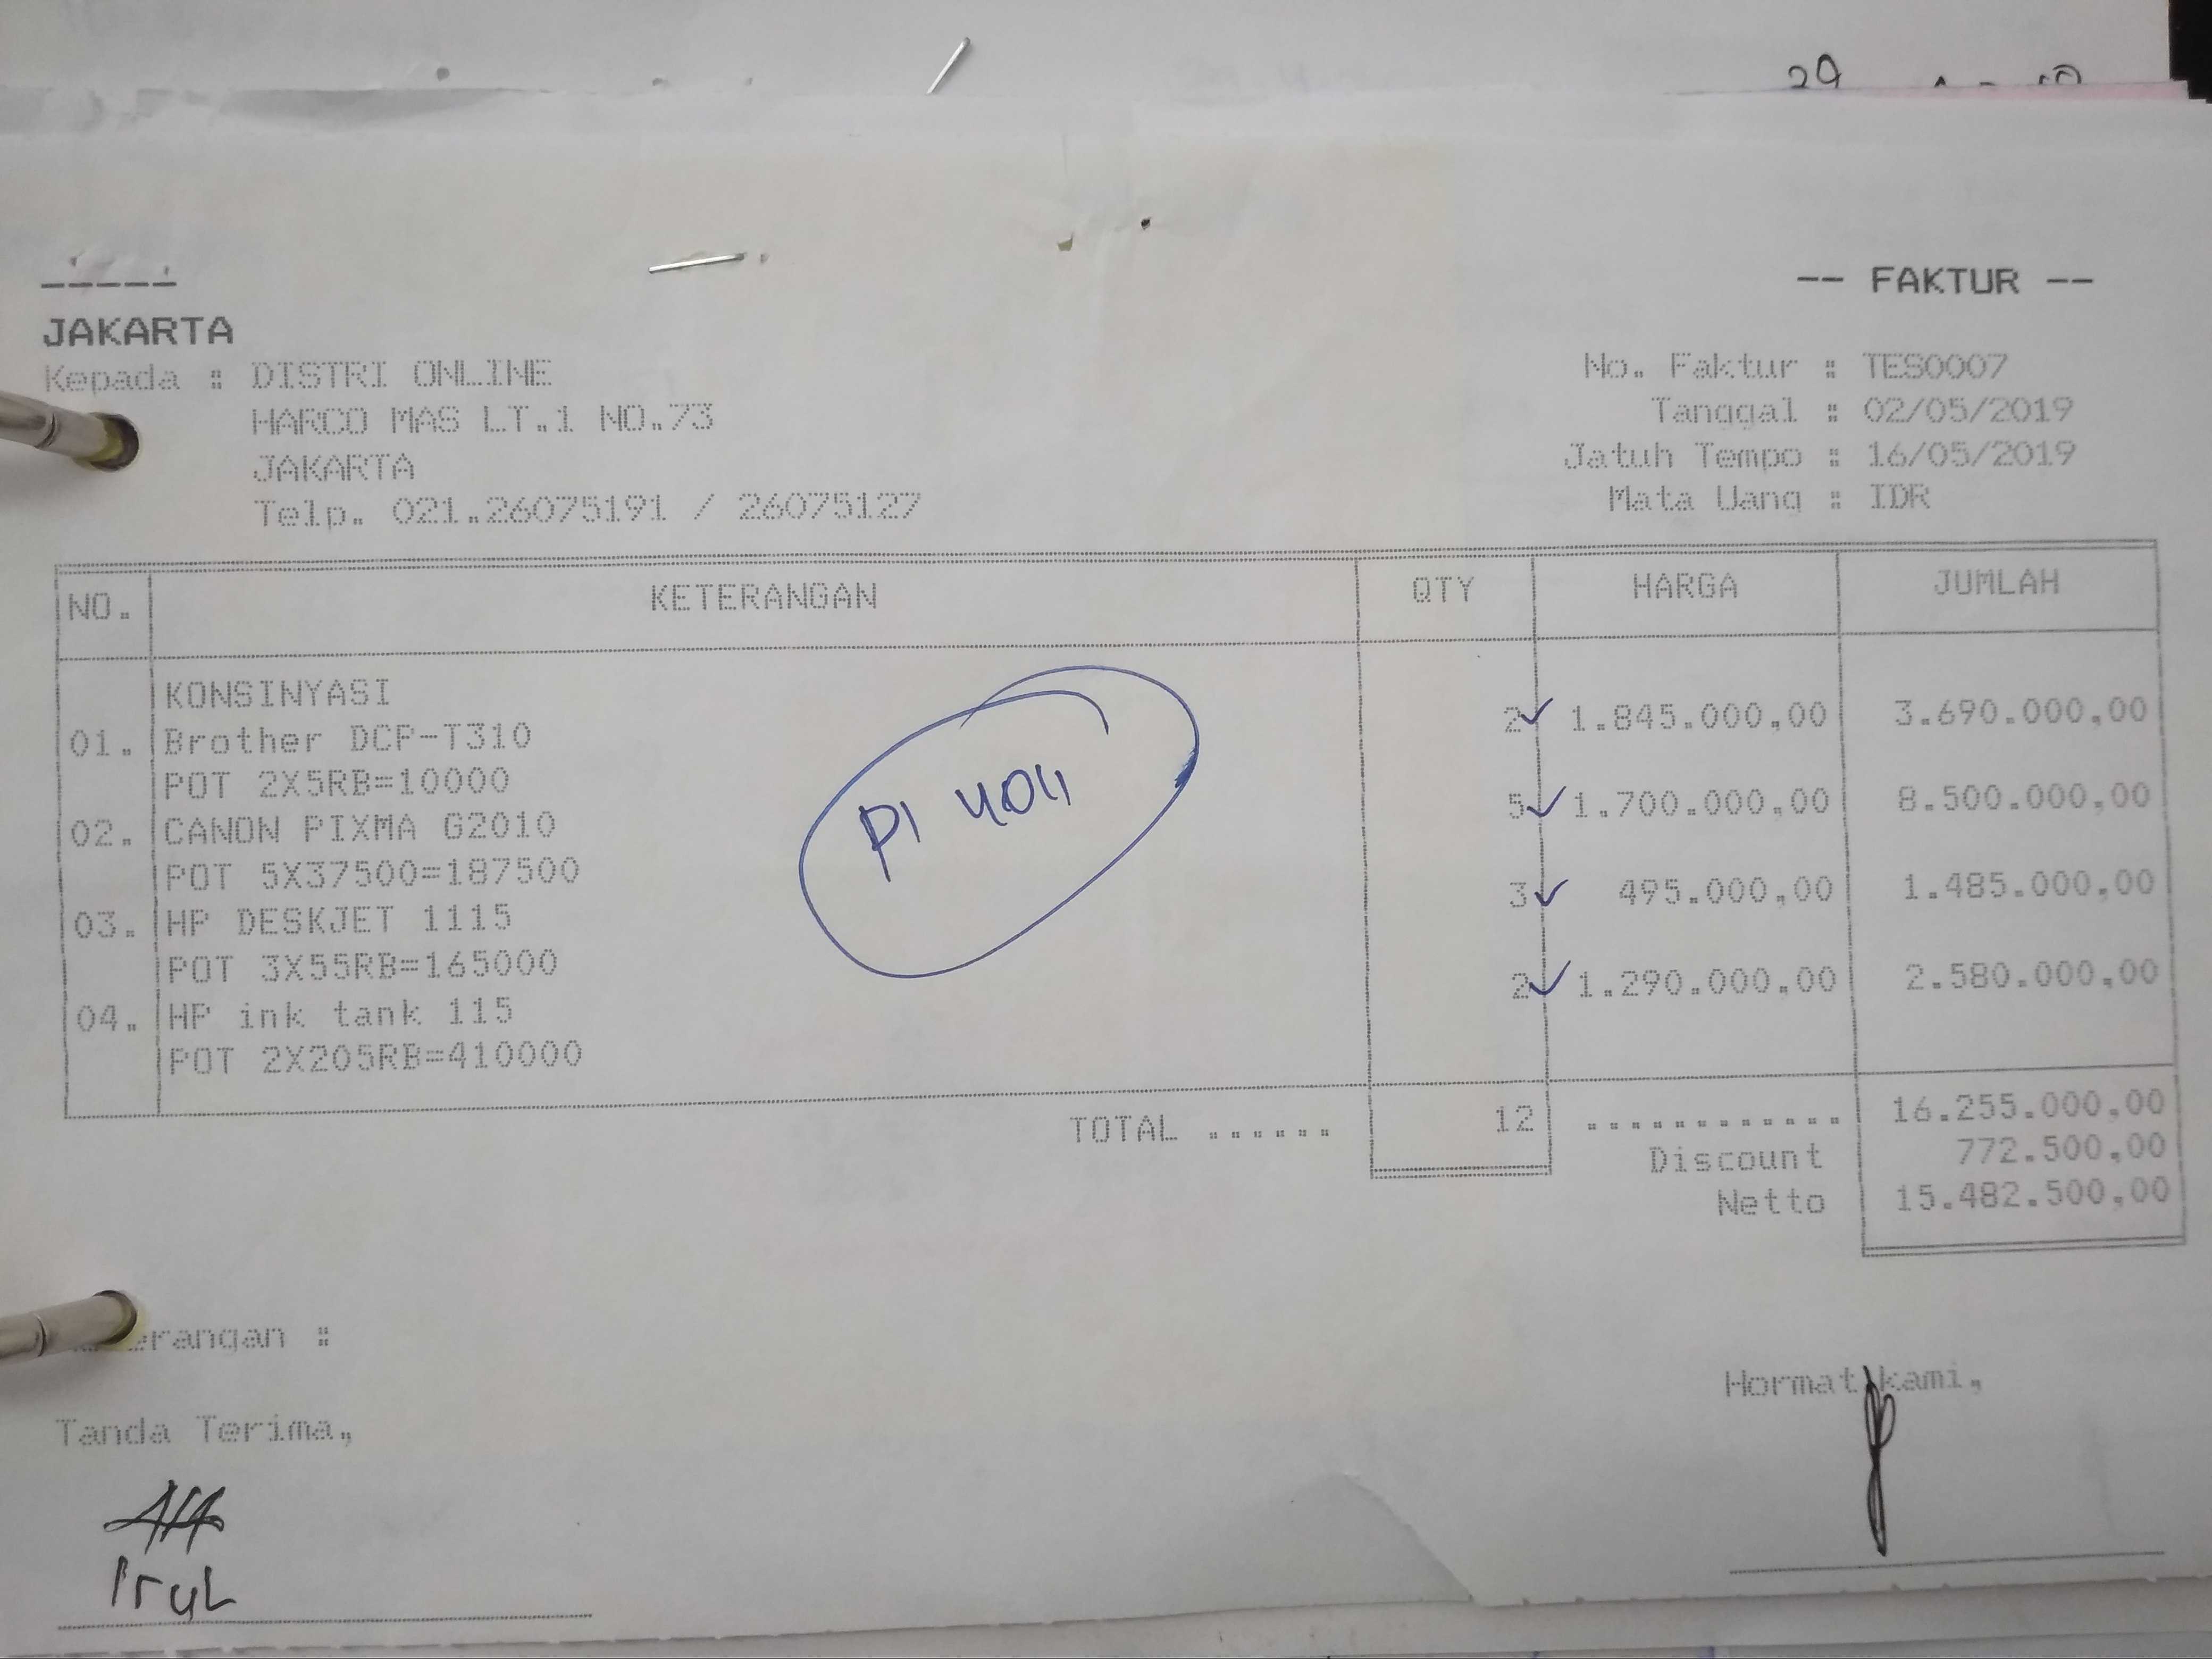 29
-- FAKTUR --
JAKARTA
Kepada : DISTRI ONLINE
HARCO MAS LT.1 NO.73
JAKARTA
Telp. 021.26075191 / 26075127
No. Faktur : TES0007
Tanggal : 02/05/2019
Jatuh Tempo : 16/05/2019
Mata Uang : IDR
NO. KETERANGAN QTY HARGA JUMLAH
KONSINYASI
01. Brother DCP-T310 2 1.845.000,00 3.690.000,00
POT 2X5RB=10000
02. CANON PIXMA G2010 5 1.700.000,00 8.500.000,00
POT 5X37500=187500
03. HP DESKJET 1115 3 495.000,00 1.485.000,00
POT 3X55RB=165000
04. HP ink tank 115 2 1.290.000,00 2.580.000,00
POT 2X205RB=410000
PI 4041
TOTAL ...... 12 ............ 16.255.000,00
Discount 772.500,00
Netto 15.482.500,00
erangan :
Tanda Terima,
Hormat kami,
Irul